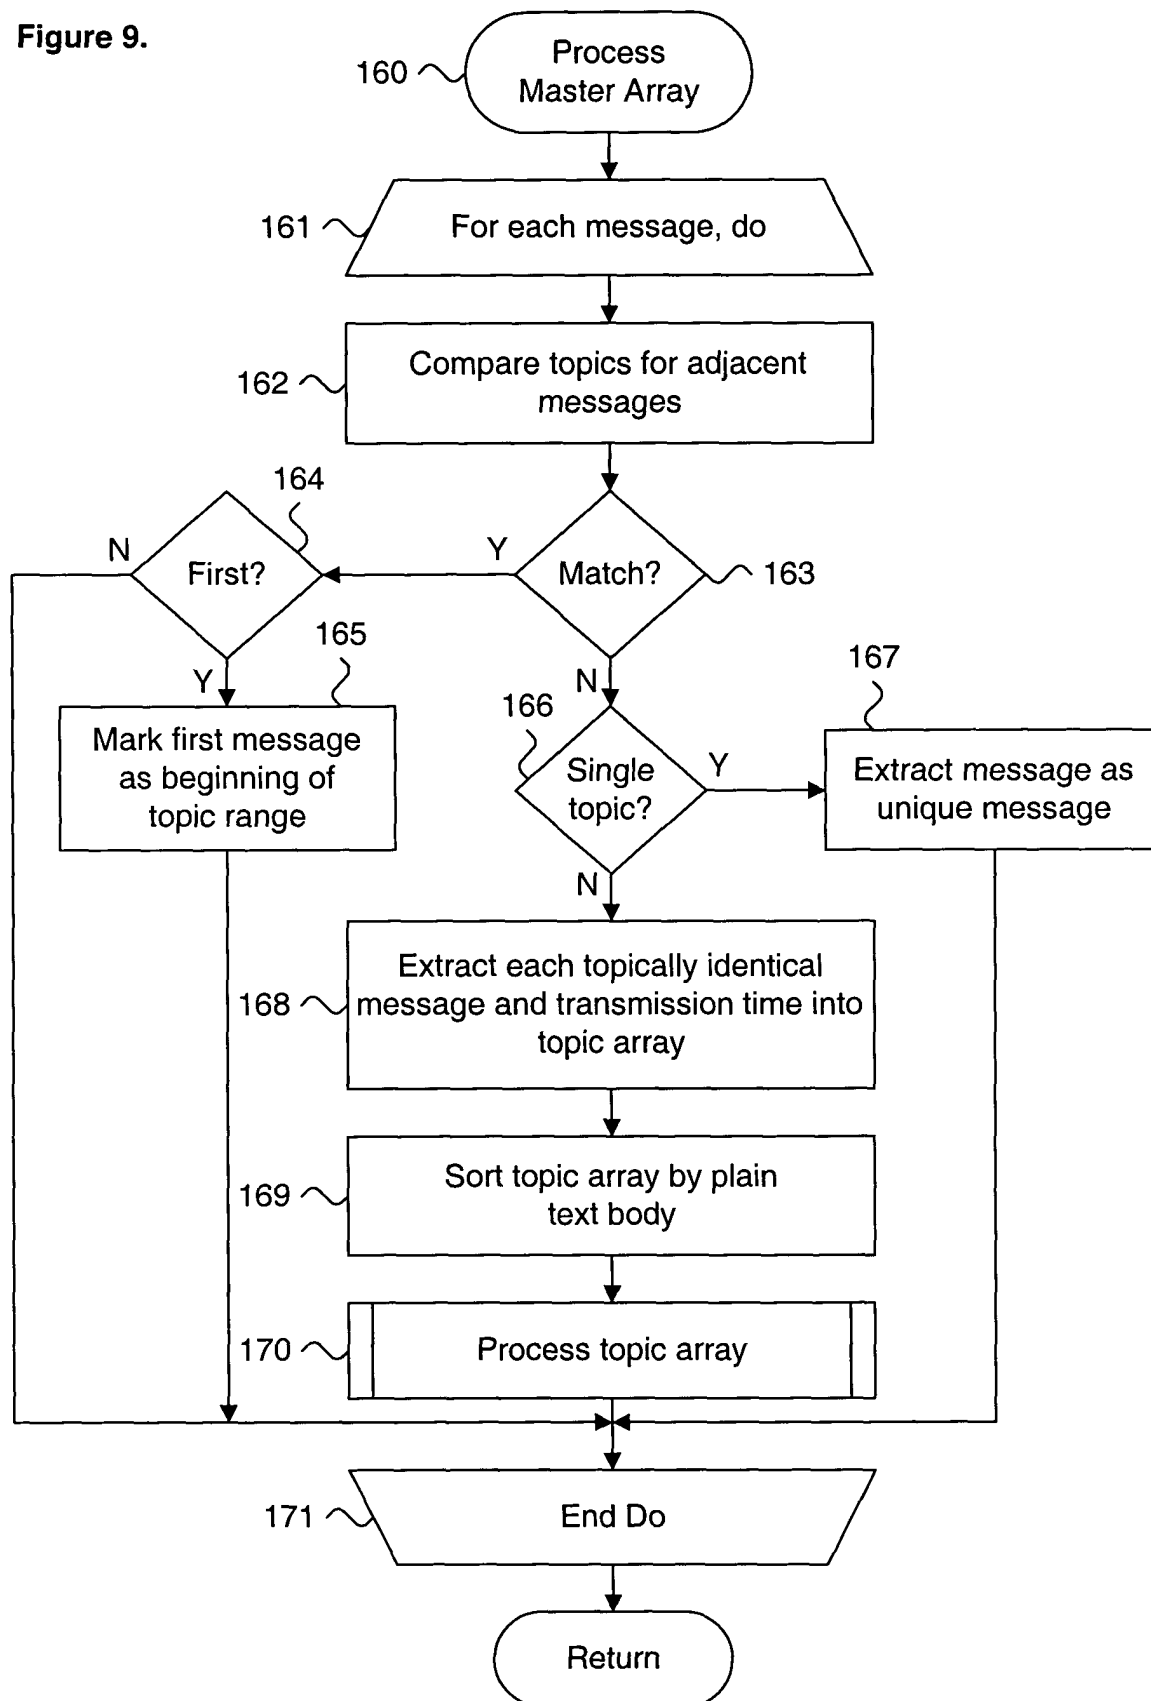 Figure 9.
160
Process
Master Array
161
For each message, do
162
Compare topics for adjacent
messages
164
N
First?
Y
Match?
163
Y
165
N
167
Mark first message
as beginning of
topic range
166
Single
topic?
Y
Extract message as
unique message
N
168
Extract each topically identical
message and transmission time into
topic array
169
Sort topic array by plain
text body
170
Process topic array
171
End Do
Return